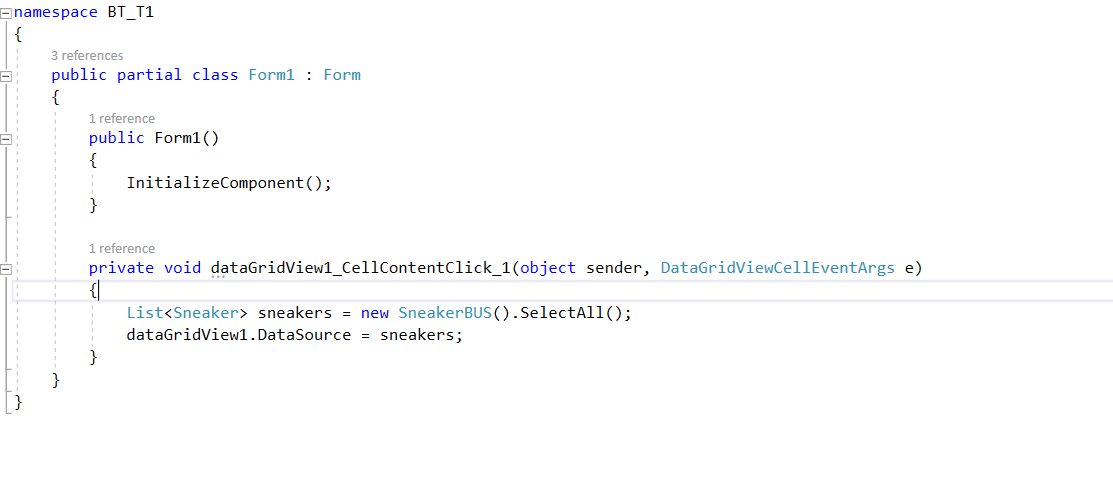 namespace BT_T1
{
3 references
public partial class Form1 : Form
{
1 reference
public Form1()
{
InitializeComponent();
}
1 reference
private void dataGridView1_CellContentClick_1(object sender, DataGridViewCellEventArgs e)
{
List<Sneaker> sneakers = new SneakerBUS().SelectAll();
dataGridView1.DataSource = sneakers;
}
}
}